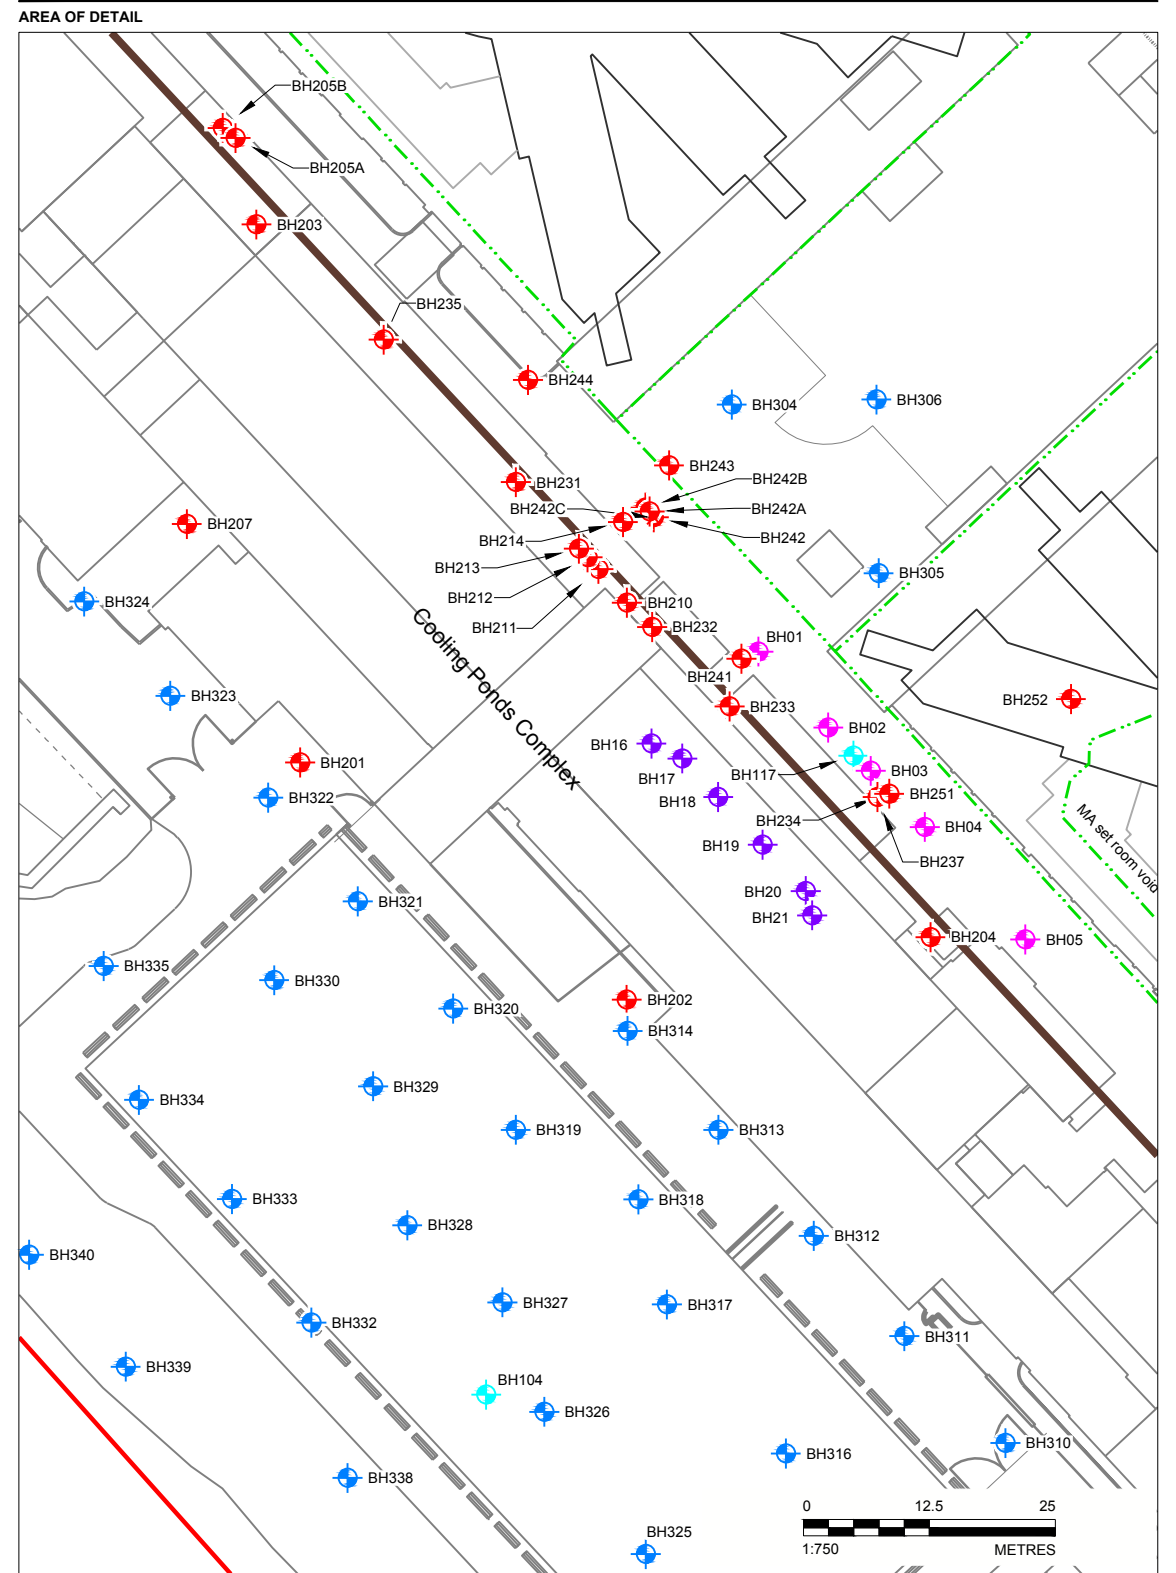 AREA OF DETAIL
BH205B
BH205A
BH203
BH235
BH244
BH304
BH306
BH243
BH231
BH242B
BH242C
BH242A
BH207
BH214
BH242
BH213
BH305
BH212
BH324
BH210
BH211
BH232
Cooling Ponds Complex
BH01
BH241
BH323
BH252
BH233
BH02
BH16
BH201
BH17
BH117
BH03
BH322
BH18
BH251
BH234
BH04
MA set room void
BH19
BH237
BH20
BH321
BH21
BH204
BH05
BH335
BH330
BH202
BH320
BH314
BH329
BH334
BH319
BH313
BH333
BH318
BH328
BH312
BH340
BH327
BH317
BH332
BH311
BH339
BH104
BH326
BH310
BH316
BH338
0 12.5 25
BH325
1:750 METRES